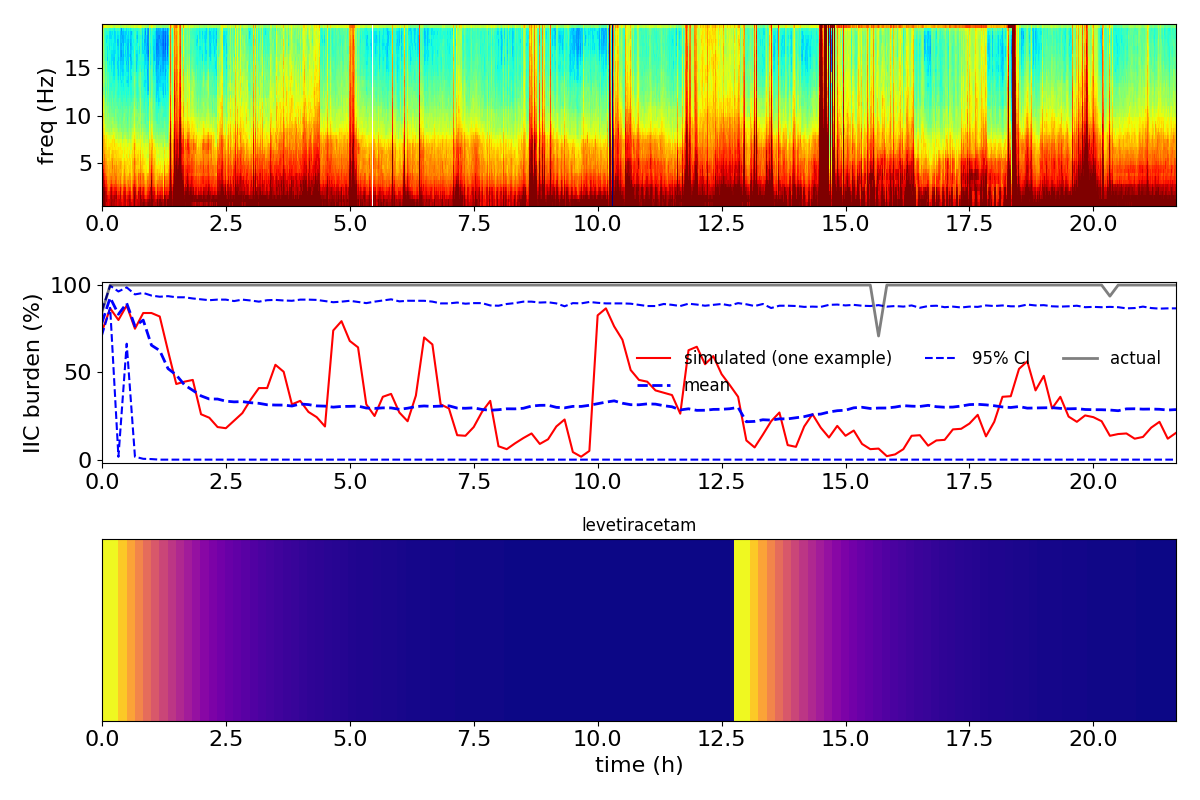 15
10
5
freq (Hz)
0.0 2.5 5.0 7.5 10.0 12.5 15.0 17.5 20.0
100
50
0
IIC burden (%)
simulated (one example) 95% CI actual
mean
0.0 2.5 5.0 7.5 10.0 12.5 15.0 17.5 20.0
levetiracetam
0.0 2.5 5.0 7.5 10.0 12.5 15.0 17.5 20.0
time (h)